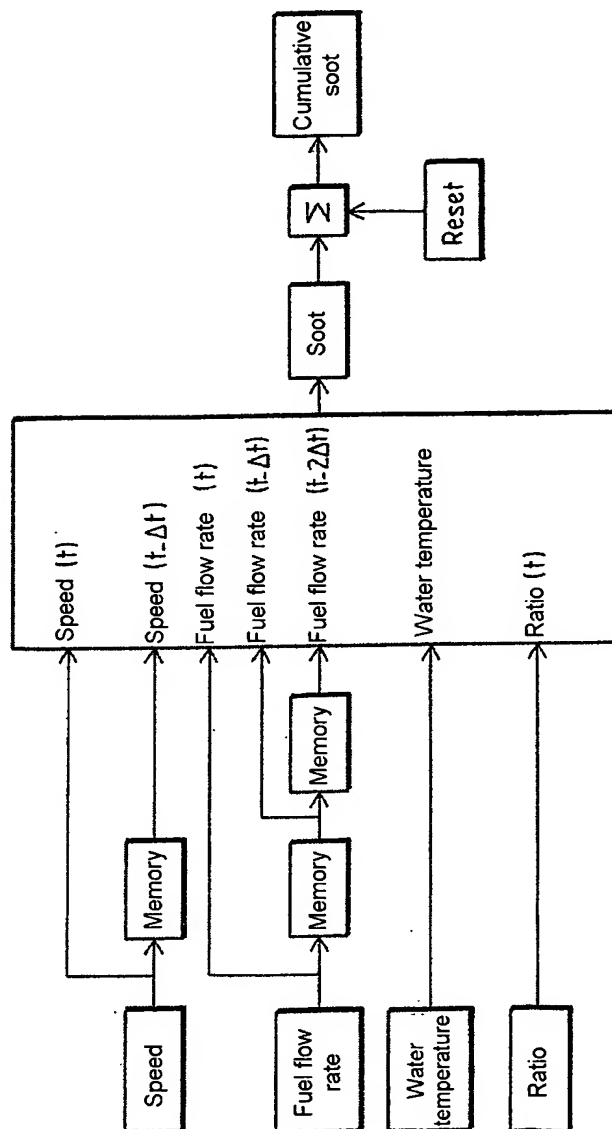 Speed
Fuel flow
rate
Water
temperature
Ratio
Memory
Memory
Memory
Speed (t)
Speed (t-Δt)
Fuel flow rate (t)
Fuel flow rate (t-Δt)
Fuel flow rate (t-2Δt)
Water temperature
Ratio (t)
Soot
Σ
Reset
Cumulative
soot